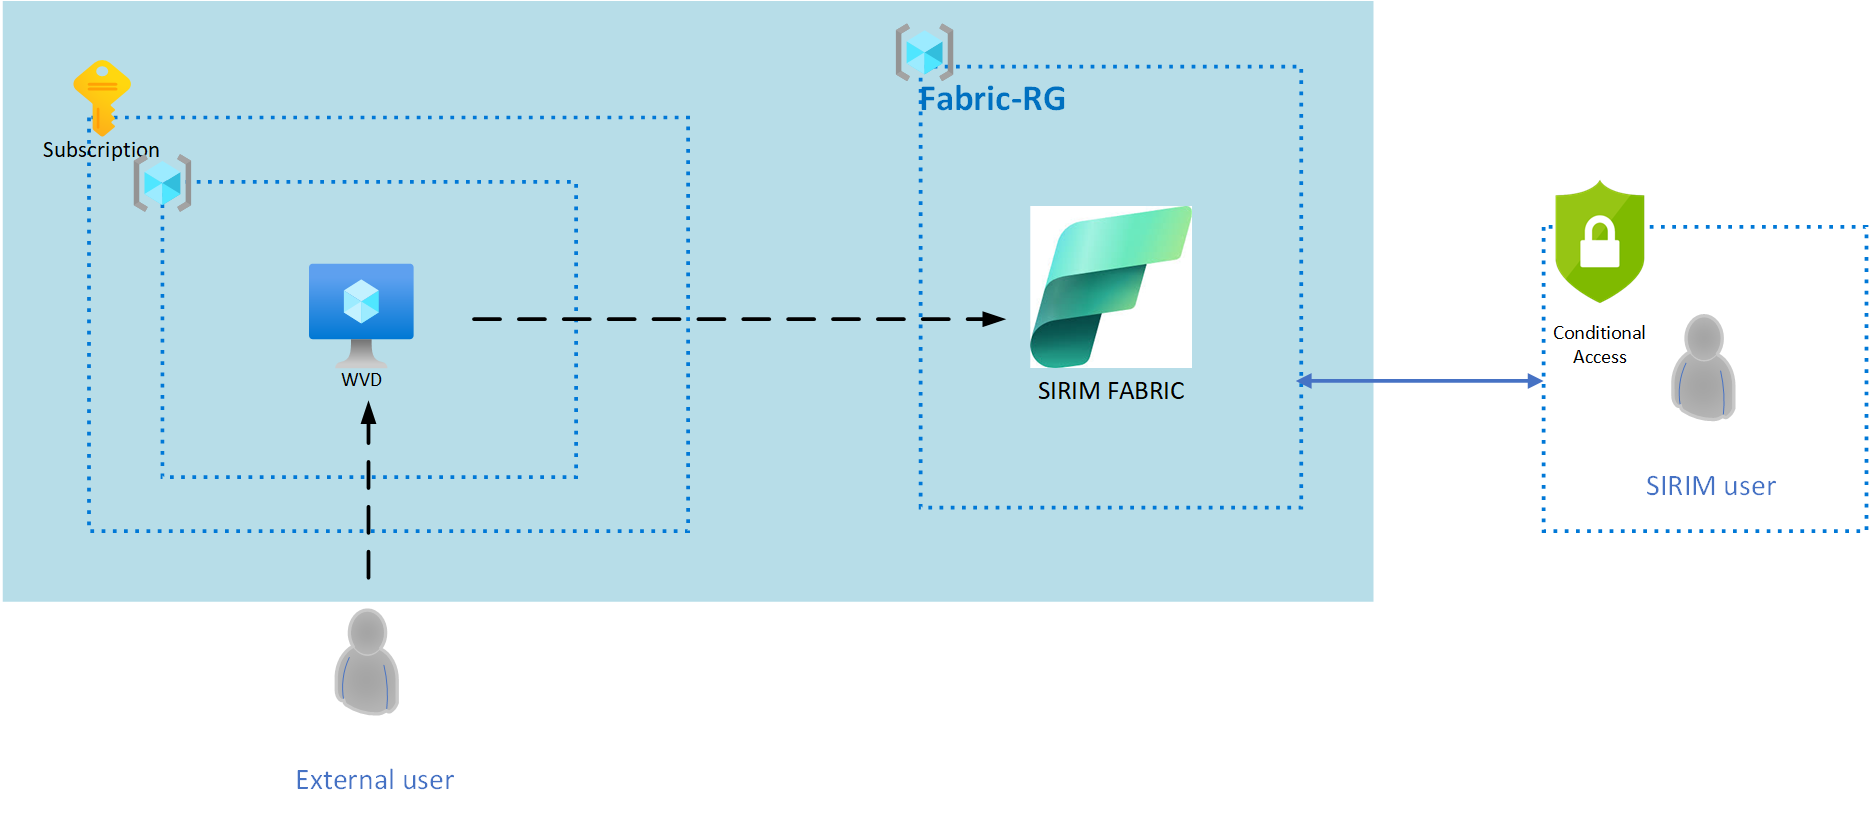 Fabric-RG
Subscription
Conditional
Access
WVD
SIRIM FABRIC
SIRIM user
External user